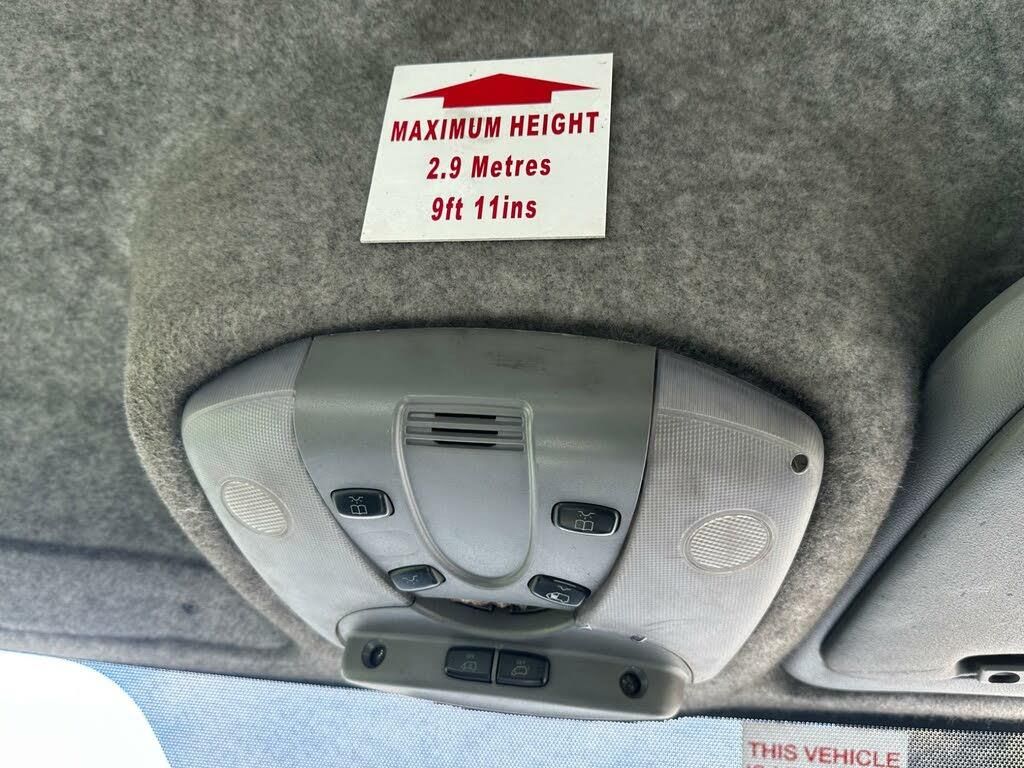 MAXIMUM HEIGHT
2.9 Metres
9ft 11ins
THIS VEHICLE